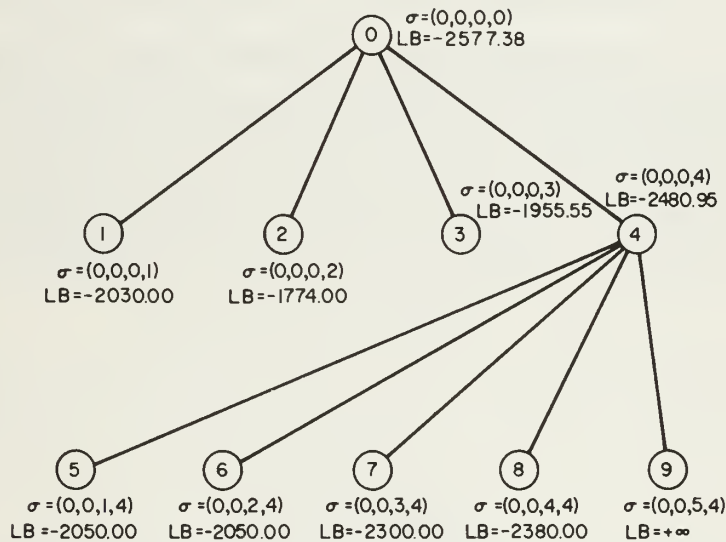 0
σ=(0,0,0,0)
LB=-2577.38
1
σ=(0,0,0,1)
LB=-2030.00
2
σ=(0,0,0,2)
LB=-1774.00
3
σ=(0,0,0,3)
LB=-1955.55
4
σ=(0,0,0,4)
LB=-2480.95
5
σ=(0,0,1,4)
LB=-2050.00
6
σ=(0,0,2,4)
LB=-2050.00
7
σ=(0,0,3,4)
LB=-2300.00
8
σ=(0,0,4,4)
LB=-2380.00
9
σ=(0,0,5,4)
LB=+∞